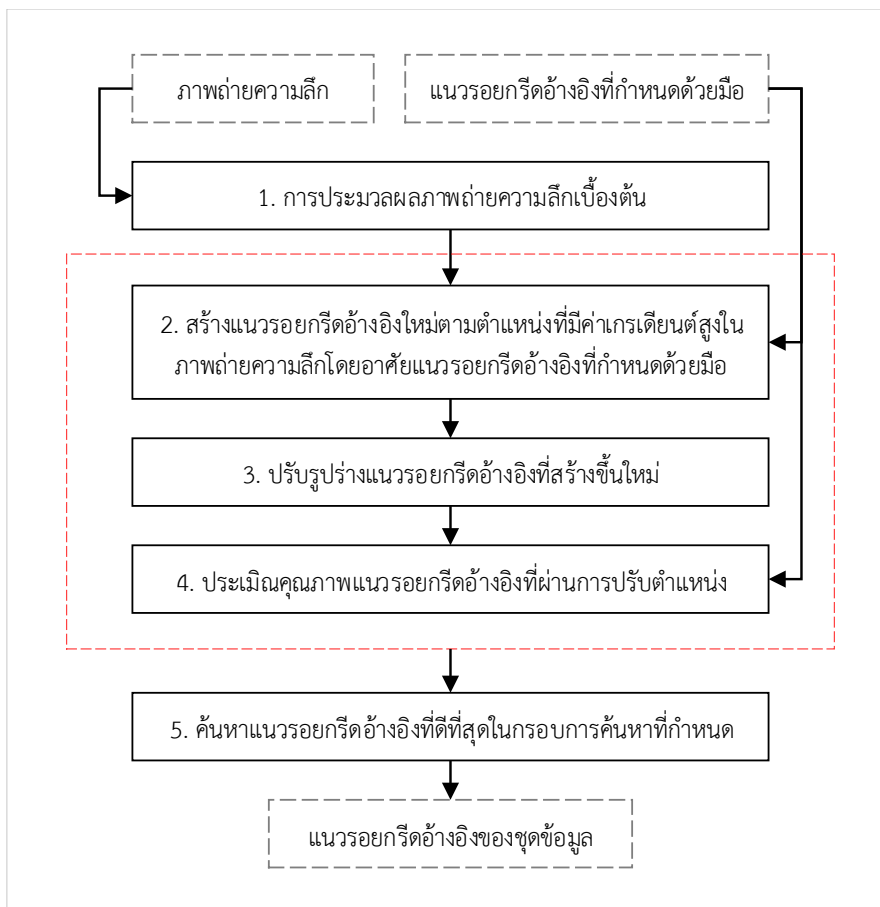 ภาพถ่ายความลึก
แนวรอยกรีดอ้างอิงที่กำหนดด้วยมือ
1. การประมวลผลภาพถ่ายความลึกเบื้องต้น
2. สร้างแนวรอยกรีดอ้างอิงใหม่ตามตำแหน่งที่มีค่าเกรเดียนต์สูงใน
ภาพถ่ายความลึกโดยอาศัยแนวรอยกรีดอ้างอิงที่กำหนดด้วยมือ
3. ปรับรูปร่างแนวรอยกรีดอ้างอิงที่สร้างขึ้นใหม่
4. ประเมิณคุณภาพแนวรอยกรีดอ้างอิงที่ผ่านการปรับตำแหน่ง
5. ค้นหาแนวรอยกรีดอ้างอิงที่ดีที่สุดในกรอบการค้นหาที่กำหนด
แนวรอยกรีดอ้างอิงของชุดข้อมูล